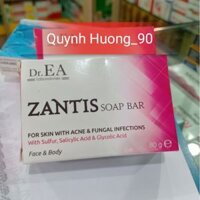 Quynh Huong_90
DR.EA
ZANTIS SOAP BAR
FOR SKIN WITH ACNE & FUNGAL INFECTIONS
With Sulfur, Salicylic Acid & Glycolic Acid
Face & Body
80 g